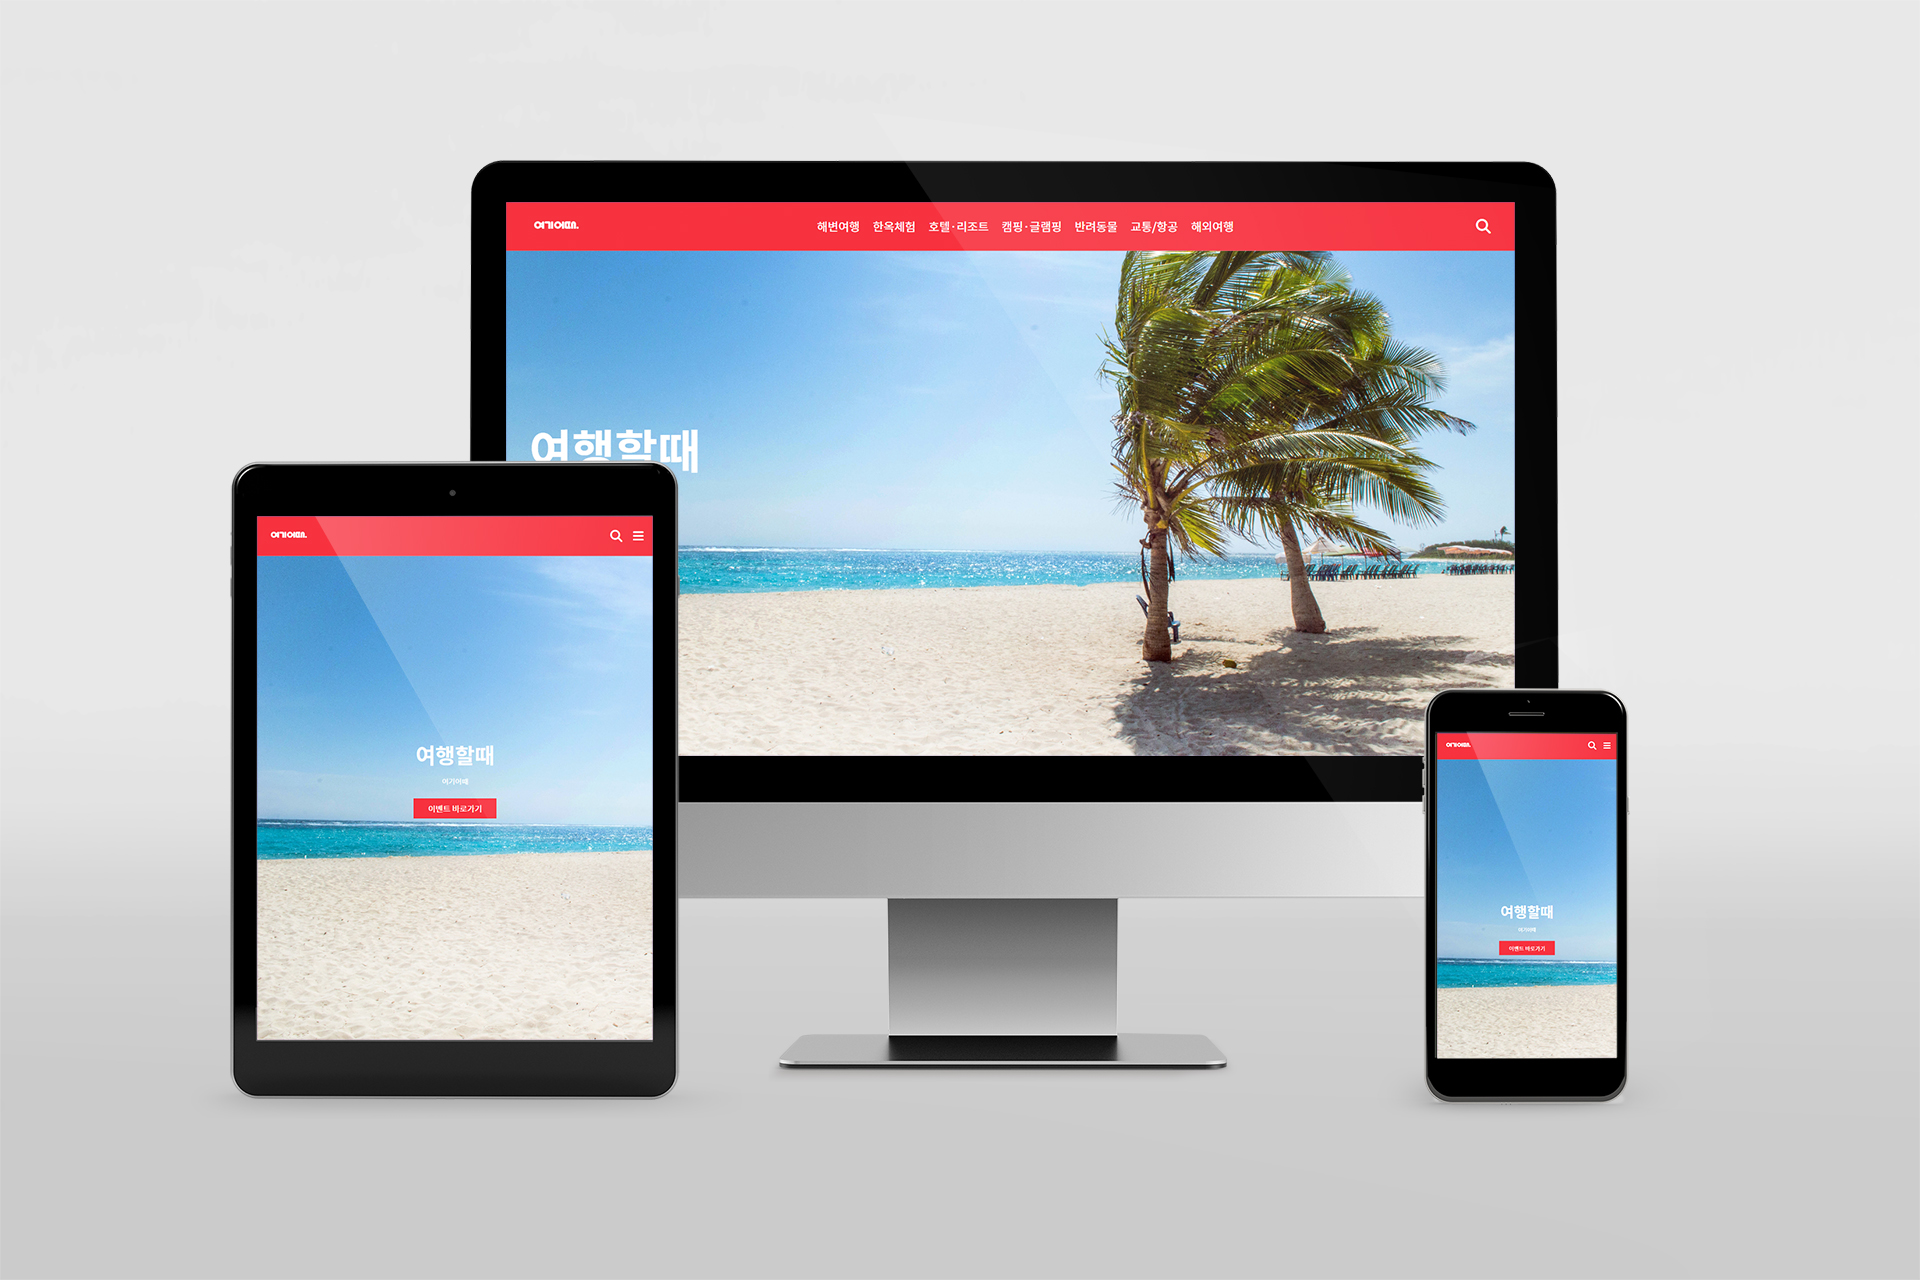 여기어때.
해변여행 한옥체험 호텔·리조트 캠핑·글램핑 반려동물 교통/항공 해외여행
여행할때
여기어때.
여행할때
여기어때
이벤트 바로가기
여기어때.
여행할때
여기어때
이벤트 바로가기